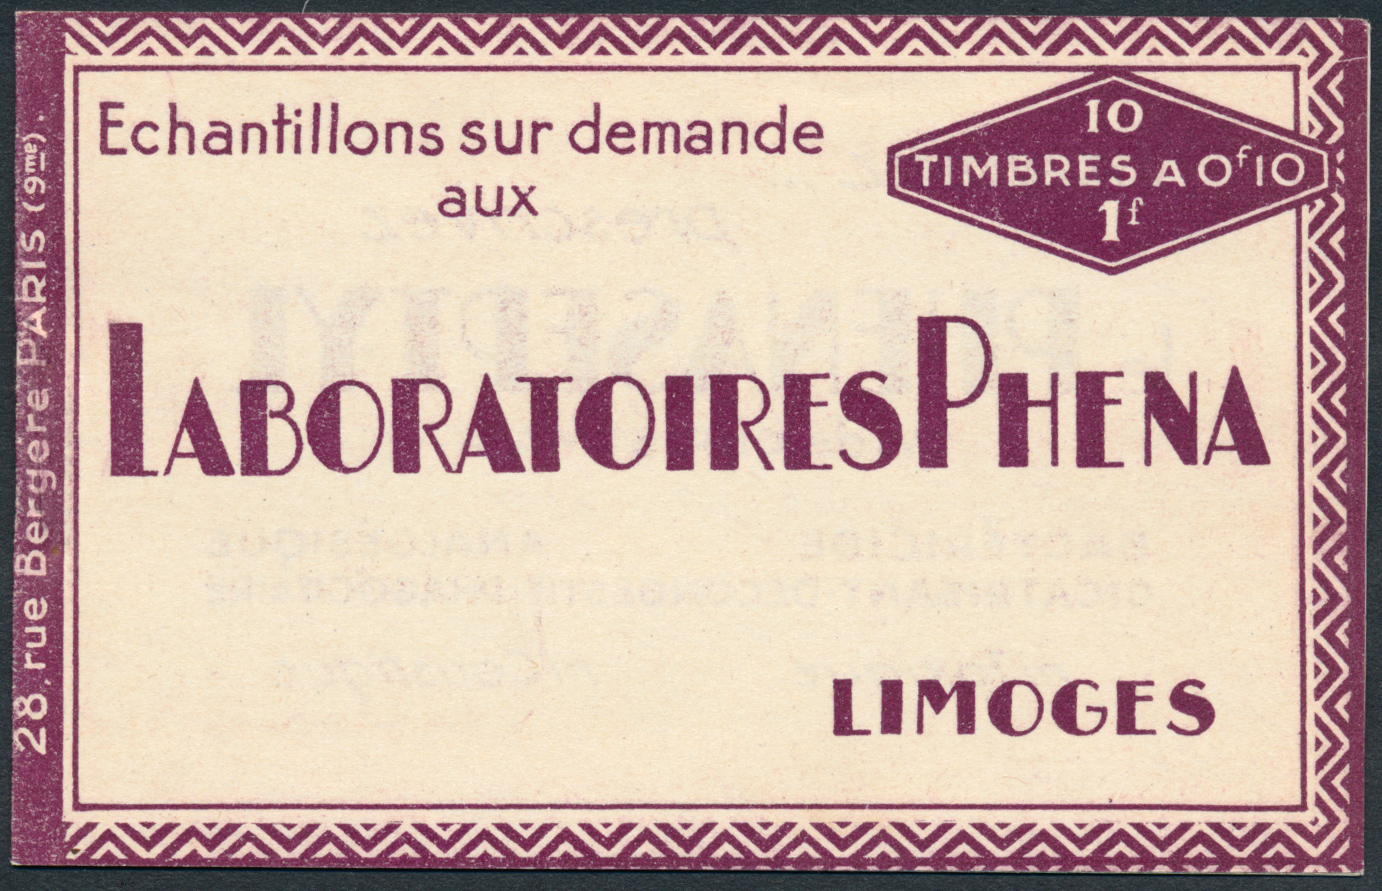 Echantillons sur demande
aux
10
TIMBRES A 0f10
1f
LABORATOIRES PHENA
LIMOGES
28, rue Bergère PARIS (9me).